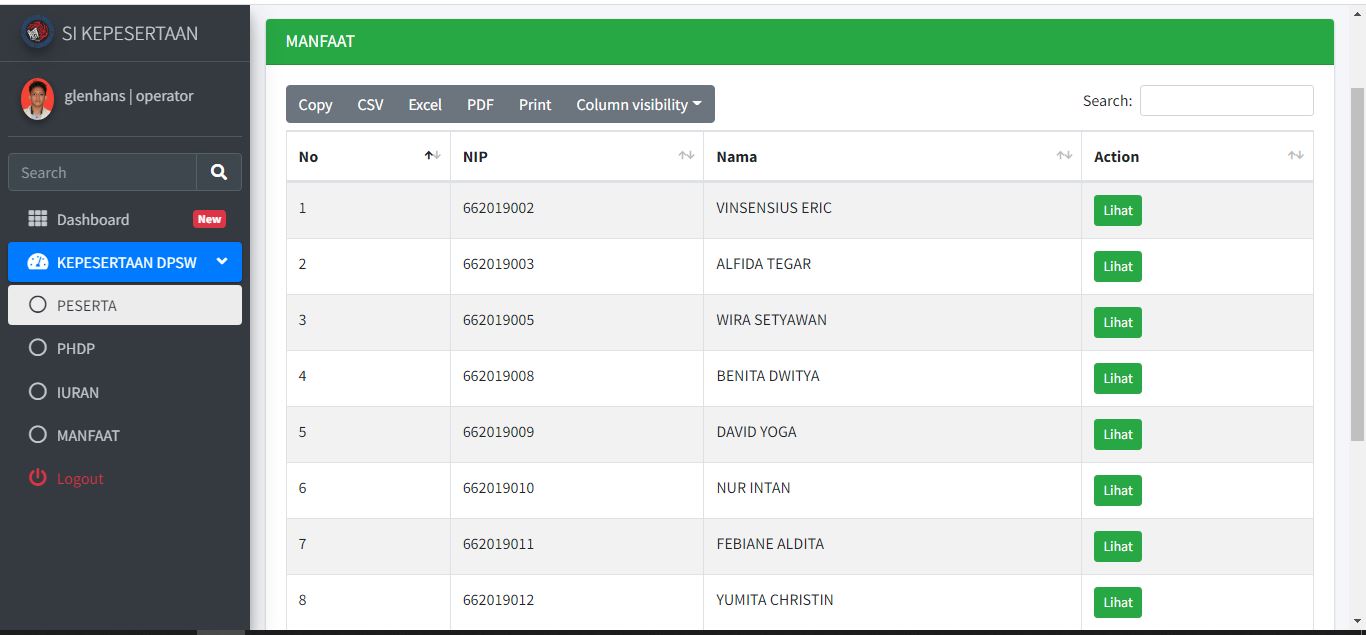 SI KEPESERTAAN
glenhans | operator
Search
Dashboard New
KEPESERTAAN DPSW
PESERTA
PHDP
IURAN
MANFAAT
Logout
MANFAAT
Copy CSV Excel PDF Print Column visibility
Search:
No NIP Nama Action
1 662019002 VINSENSIUS ERIC Lihat
2 662019003 ALFIDA TEGAR Lihat
3 662019005 WIRA SETYAWAN Lihat
4 662019008 BENITA DWITYA Lihat
5 662019009 DAVID YOGA Lihat
6 662019010 NUR INTAN Lihat
7 662019011 FEBIANE ALDITA Lihat
8 662019012 YUMITA CHRISTIN Lihat